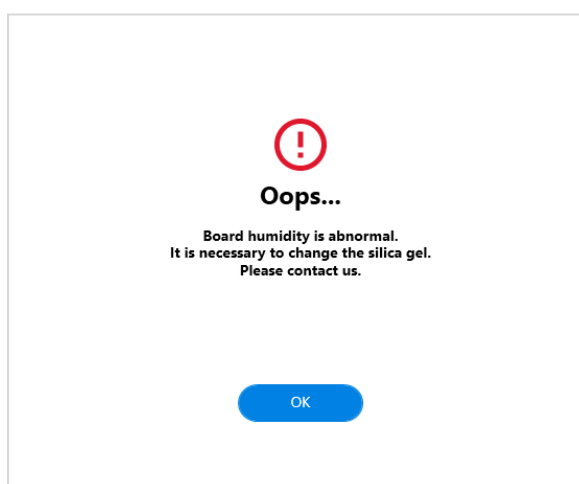 Oops...
Board humidity is abnormal.
It is necessary to change the silica gel.
Please contact us.
OK